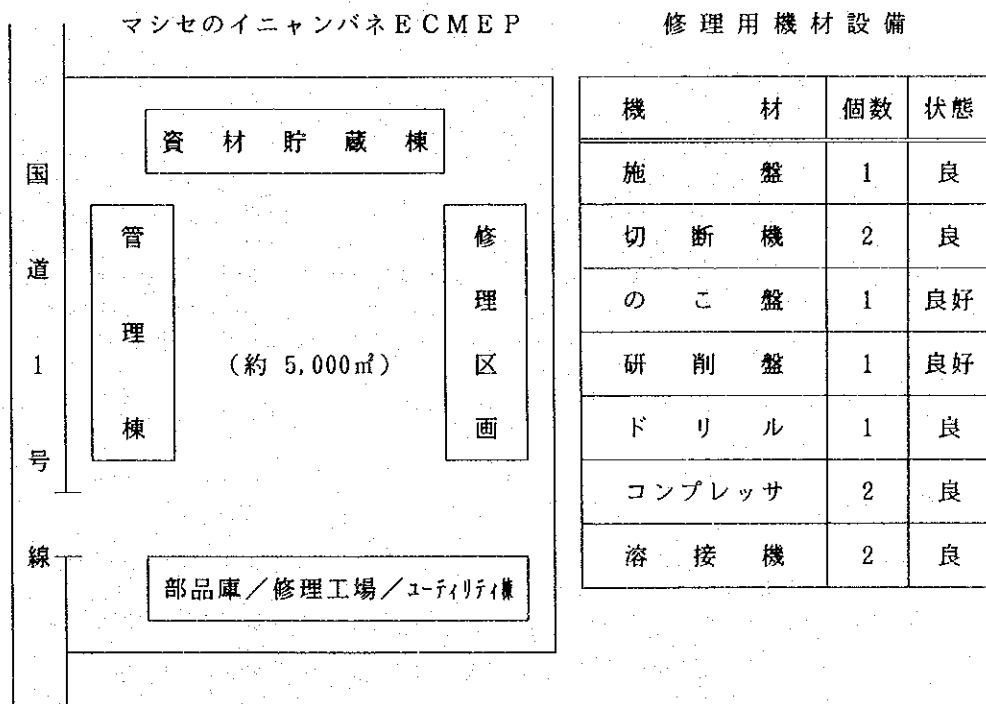 マシセのイニャンバネECMEP
国道1号線
資材貯蔵棟
管理棟
修理区画
(約 5,000㎡)
部品庫/修理工場/ユーティリティ棟
修理用機材設備
機材 個数 状態
施盤 1 良
切断機 2 良
のこ盤 1 良好
研削盤 1 良好
ドリル 1 良
コンプレッサ 2 良
溶接機 2 良